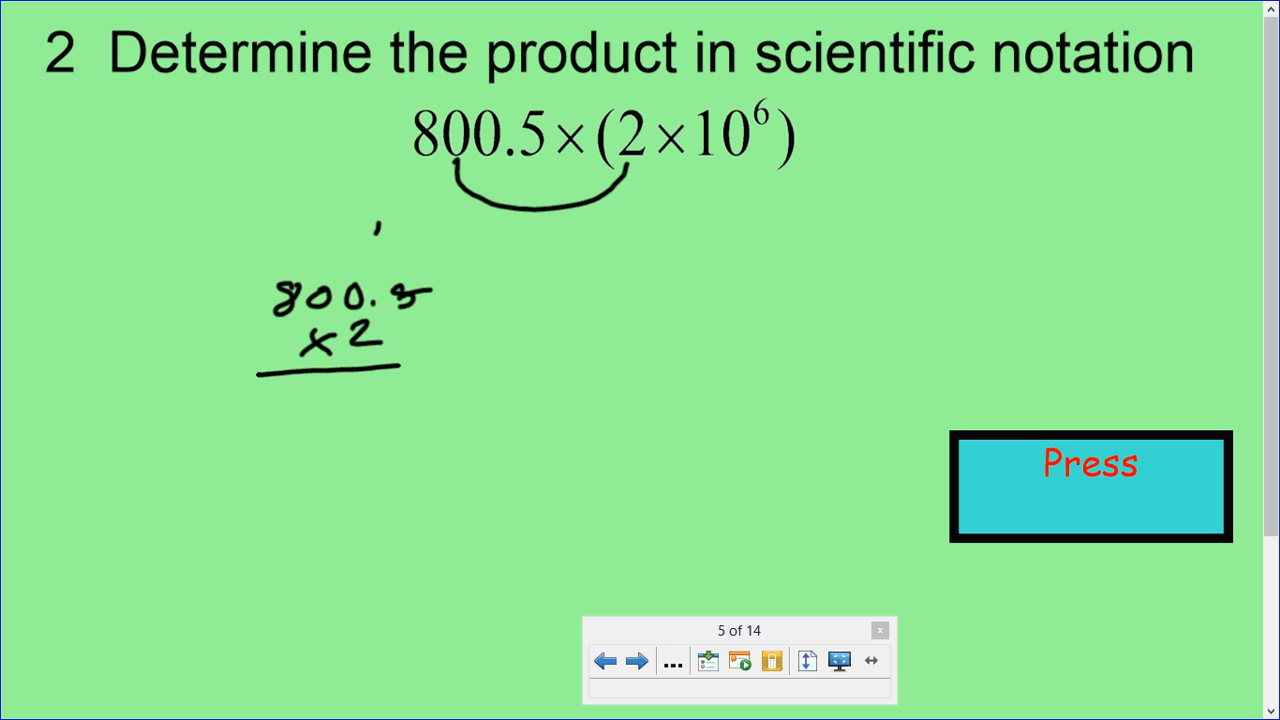 2 Determine the product in scientific notation
800.5×(2×10⁶)
800.5
×2
Press
5 of 14